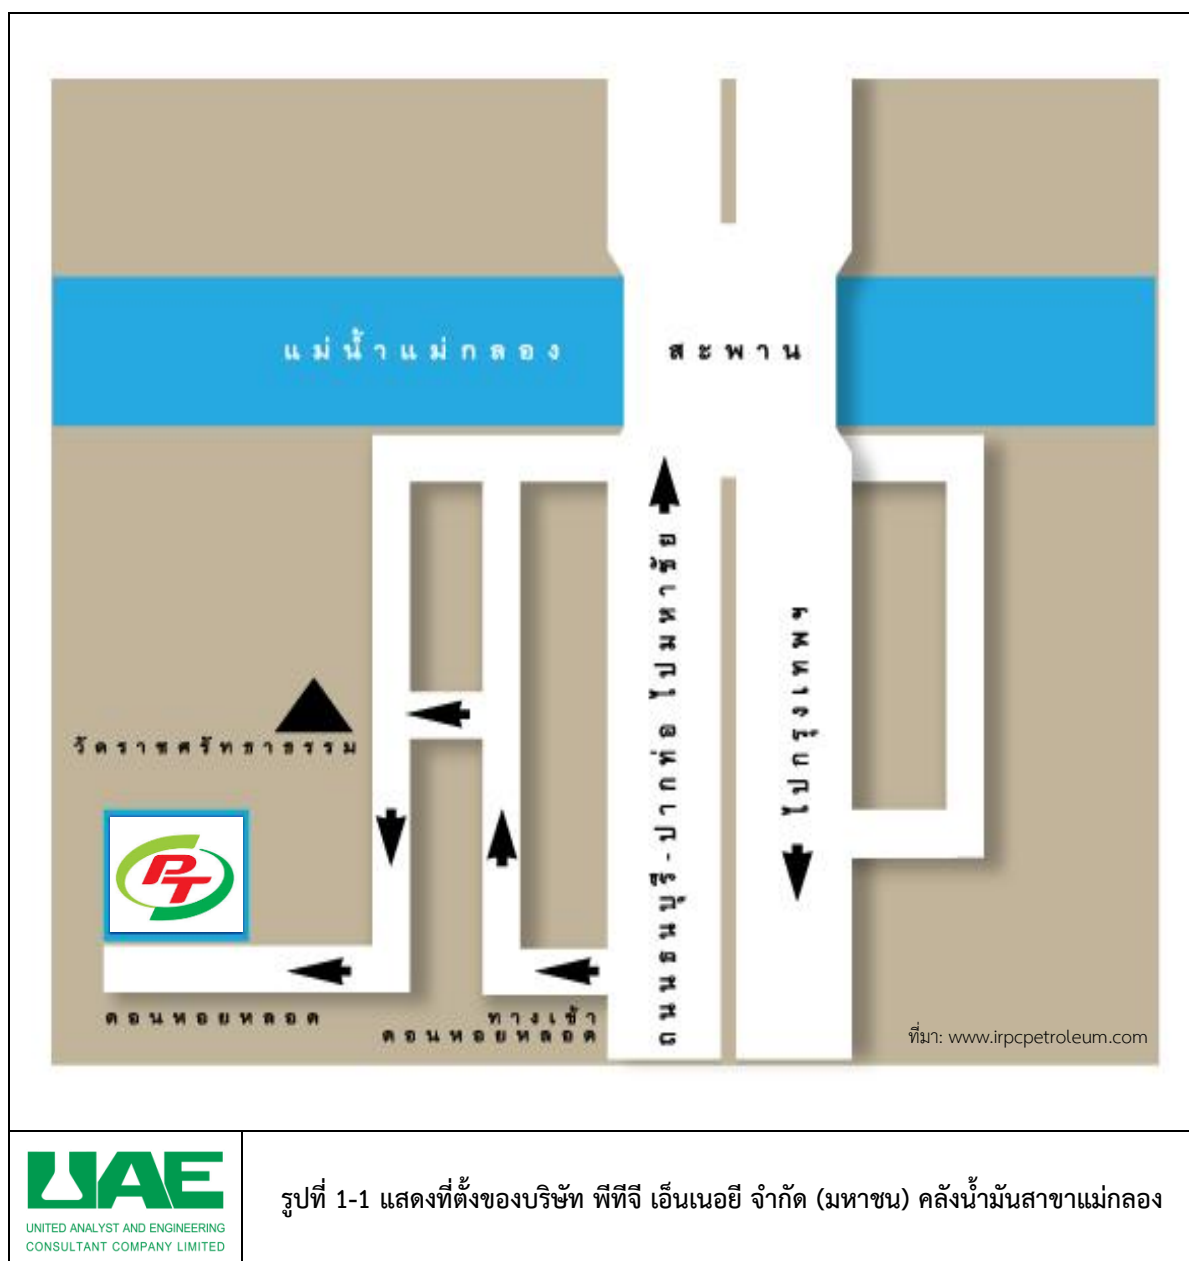 แม่น้ำแม่กลอง
สะพาน
ถนนธนบุรี-ปากท่อ ไปมหาชัย
ไปกรุงเทพฯ
วัดราชศรัทธาธรรม
PT
ดอนหอยหลอด
ทางเข้า
ดอนหอยหลอด
ที่มา: www.irpcpetroleum.com
UAE
UNITED ANALYST AND ENGINEERING
CONSULTANT COMPANY LIMITED
รูปที่ 1-1 แสดงที่ตั้งของบริษัท พีทีจี เอ็นเนอยี จำกัด (มหาชน) คลังน้ำมันสาขาแม่กลอง